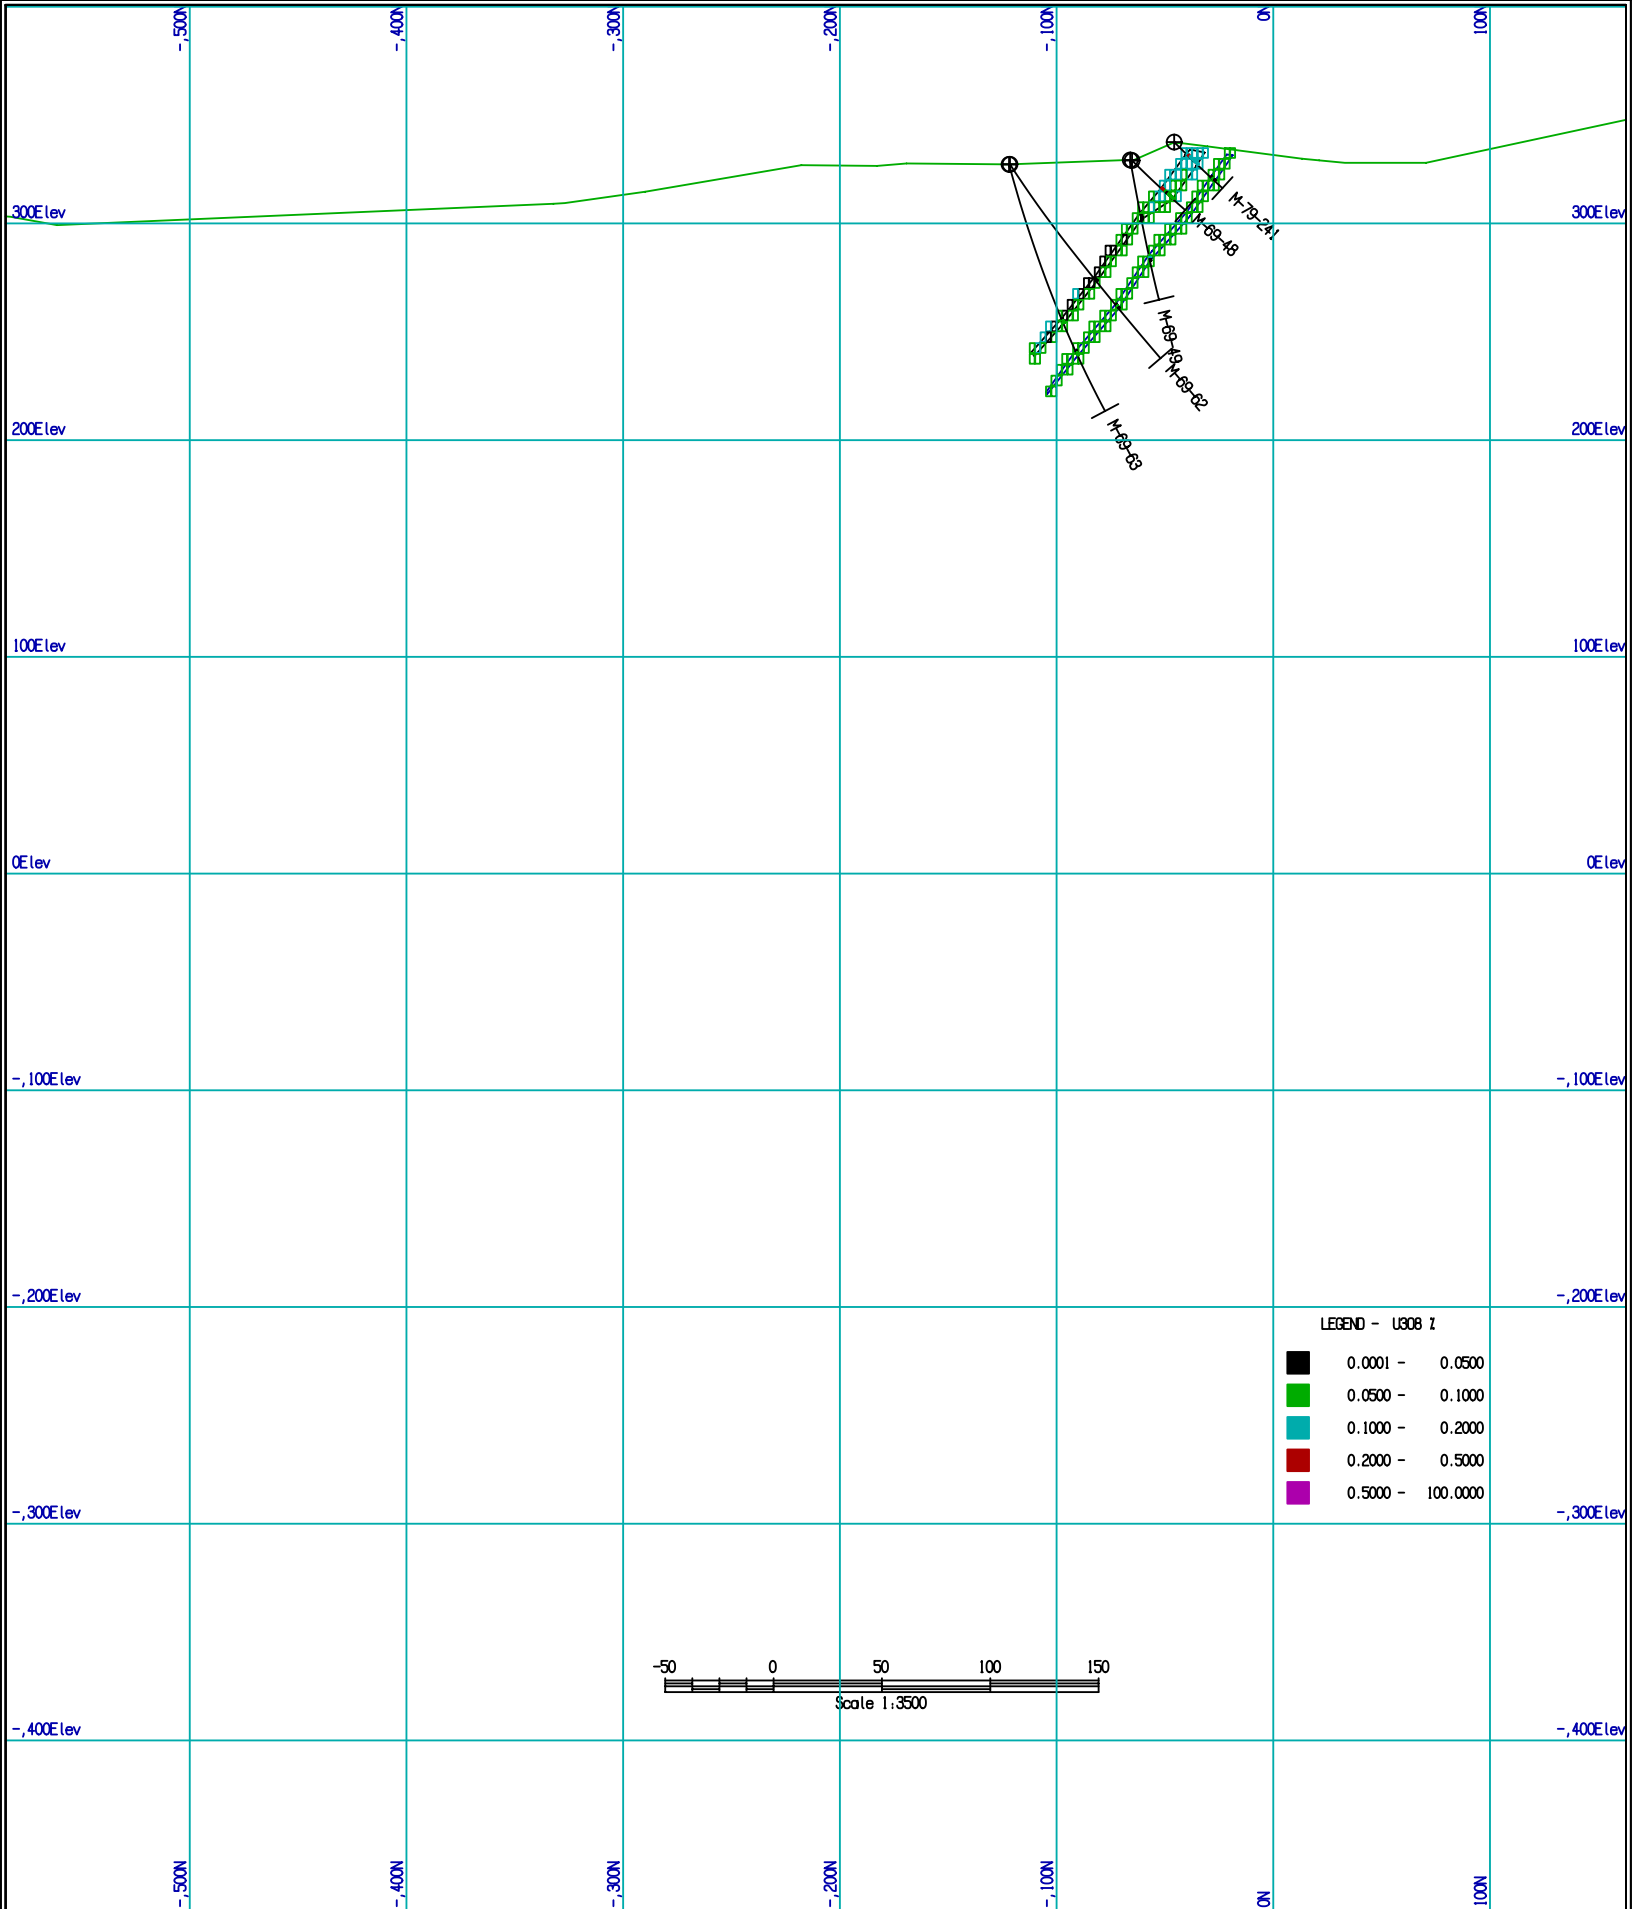 -,500N -,400N -,300N -,200N -,100N 0N 100N
300Elev 300Elev
M-79-241
M-69-48
M-69-49
M-69-62
M-69-63
200Elev 200Elev
100Elev 100Elev
0Elev 0Elev
-,100Elev -,100Elev
-,200Elev -,200Elev
LEGEND - U308 %
0.0001 - 0.0500
0.0500 - 0.1000
0.1000 - 0.2000
0.2000 - 0.5000
0.5000 - 100.0000
-,300Elev -,300Elev
-50 0 50 100 150
Scale 1:3500
-,400Elev -,400Elev
-,500N -,400N -,300N -,200N -,100N 0N 100N